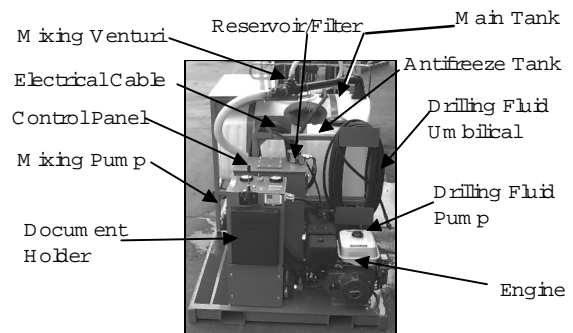 Reservoir/Filter
Main Tank
Mixing Venturi
Antifreeze Tank
Electrical Cable
Drilling Fluid
Umbilical
Control Panel
Mixing Pump
Drilling Fluid
Pump
Document
Holder
Engine